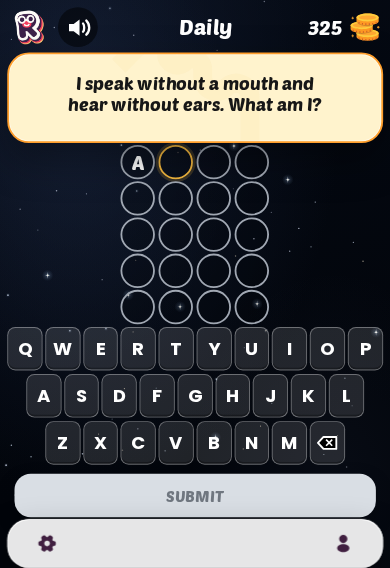 Daily
325
I speak without a mouth and
hear without ears. What am I?
A
Q W E R T Y U I O P
A S D F G H J K L
Z X C V B N M
SUBMIT